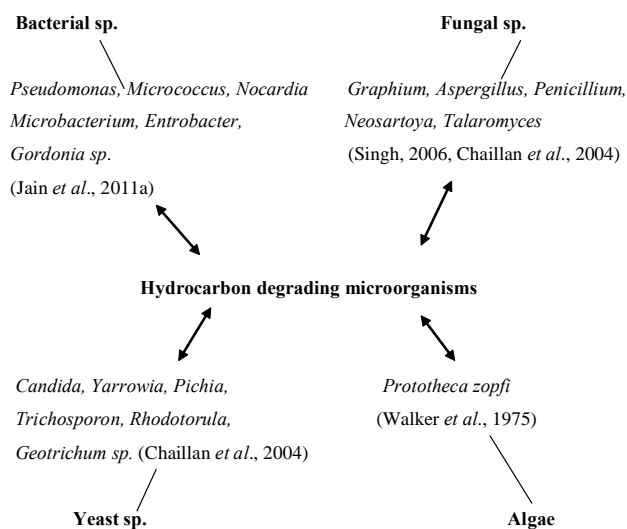 Bacterial sp.
Pseudomonas, Micrococcus, Nocardia
Microbacterium, Entrobacter,
Gordonia sp.
(Jain et al., 2011a)
Fungal sp.
Graphium, Aspergillus, Penicillium,
Neosartoya, Talaromyces
(Singh, 2006, Chaillan et al., 2004)
Hydrocarbon degrading microorganisms
Candida, Yarrowia, Pichia,
Trichosporon, Rhodotorula,
Geotrichum sp. (Chaillan et al., 2004)
Yeast sp.
Prototheca zopfi
(Walker et al., 1975)
Algae